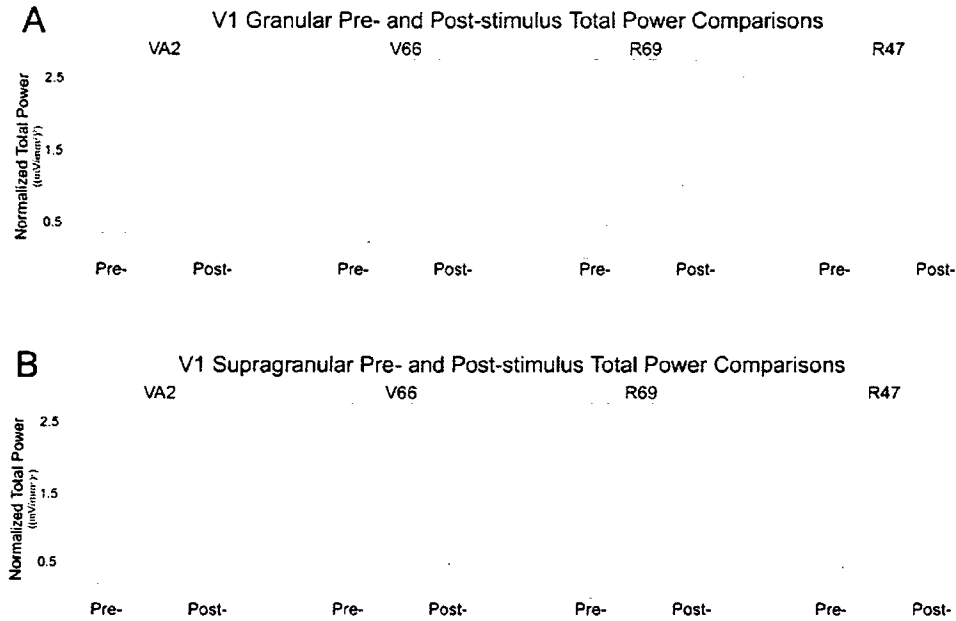 A
V1 Granular Pre- and Post-stimulus Total Power Comparisons
VA2 V66 R69 R47
Normalized Total Power
2.5
1.5
0.5
Pre- Post- Pre- Post- Pre- Post- Pre- Post-
B
V1 Supragranular Pre- and Post-stimulus Total Power Comparisons
VA2 V66 R69 R47
Normalized Total Power
2.5
1.5
0.5
Pre- Post- Pre- Post- Pre- Post- Pre- Post-